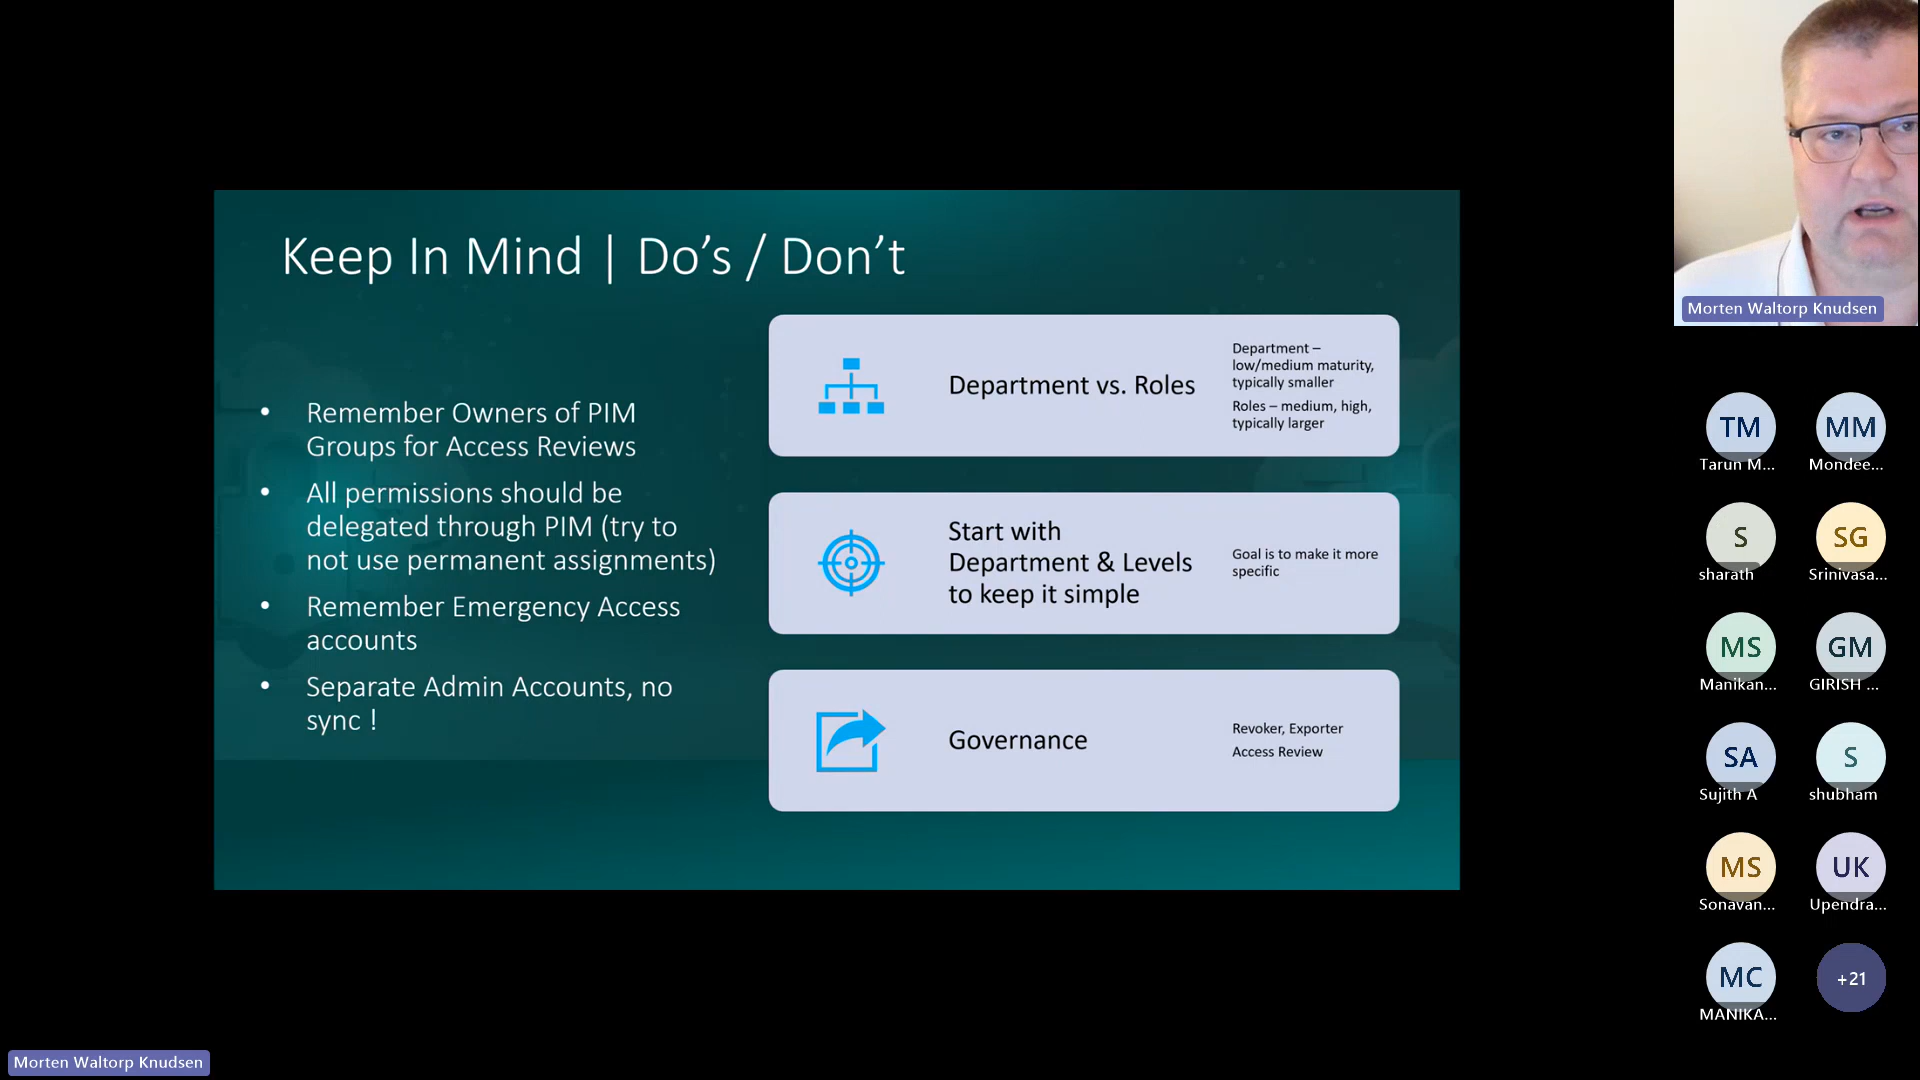 Keep In Mind | Do's / Don't
• Remember Owners of PIM
Groups for Access Reviews
• All permissions should be
delegated through PIM (try to
not use permanent assignments)
• Remember Emergency Access
accounts
• Separate Admin Accounts, no
sync !
Department vs. Roles
Department –
low/medium maturity,
typically smaller
Roles – medium, high,
typically larger
Start with
Department & Levels
to keep it simple
Goal is to make it more
specific
Governance
Revoker, Exporter
Access Review
Morten Waltorp Knudsen
TM
Tarun M...
MM
Mondee...
S
sharath
SG
Srinivasa...
MS
Manikan...
GM
GIRISH ...
SA
Sujith A
S
shubham
MS
Sonavan...
UK
Upendra...
MC
MANIKA...
+21
Morten Waltorp Knudsen